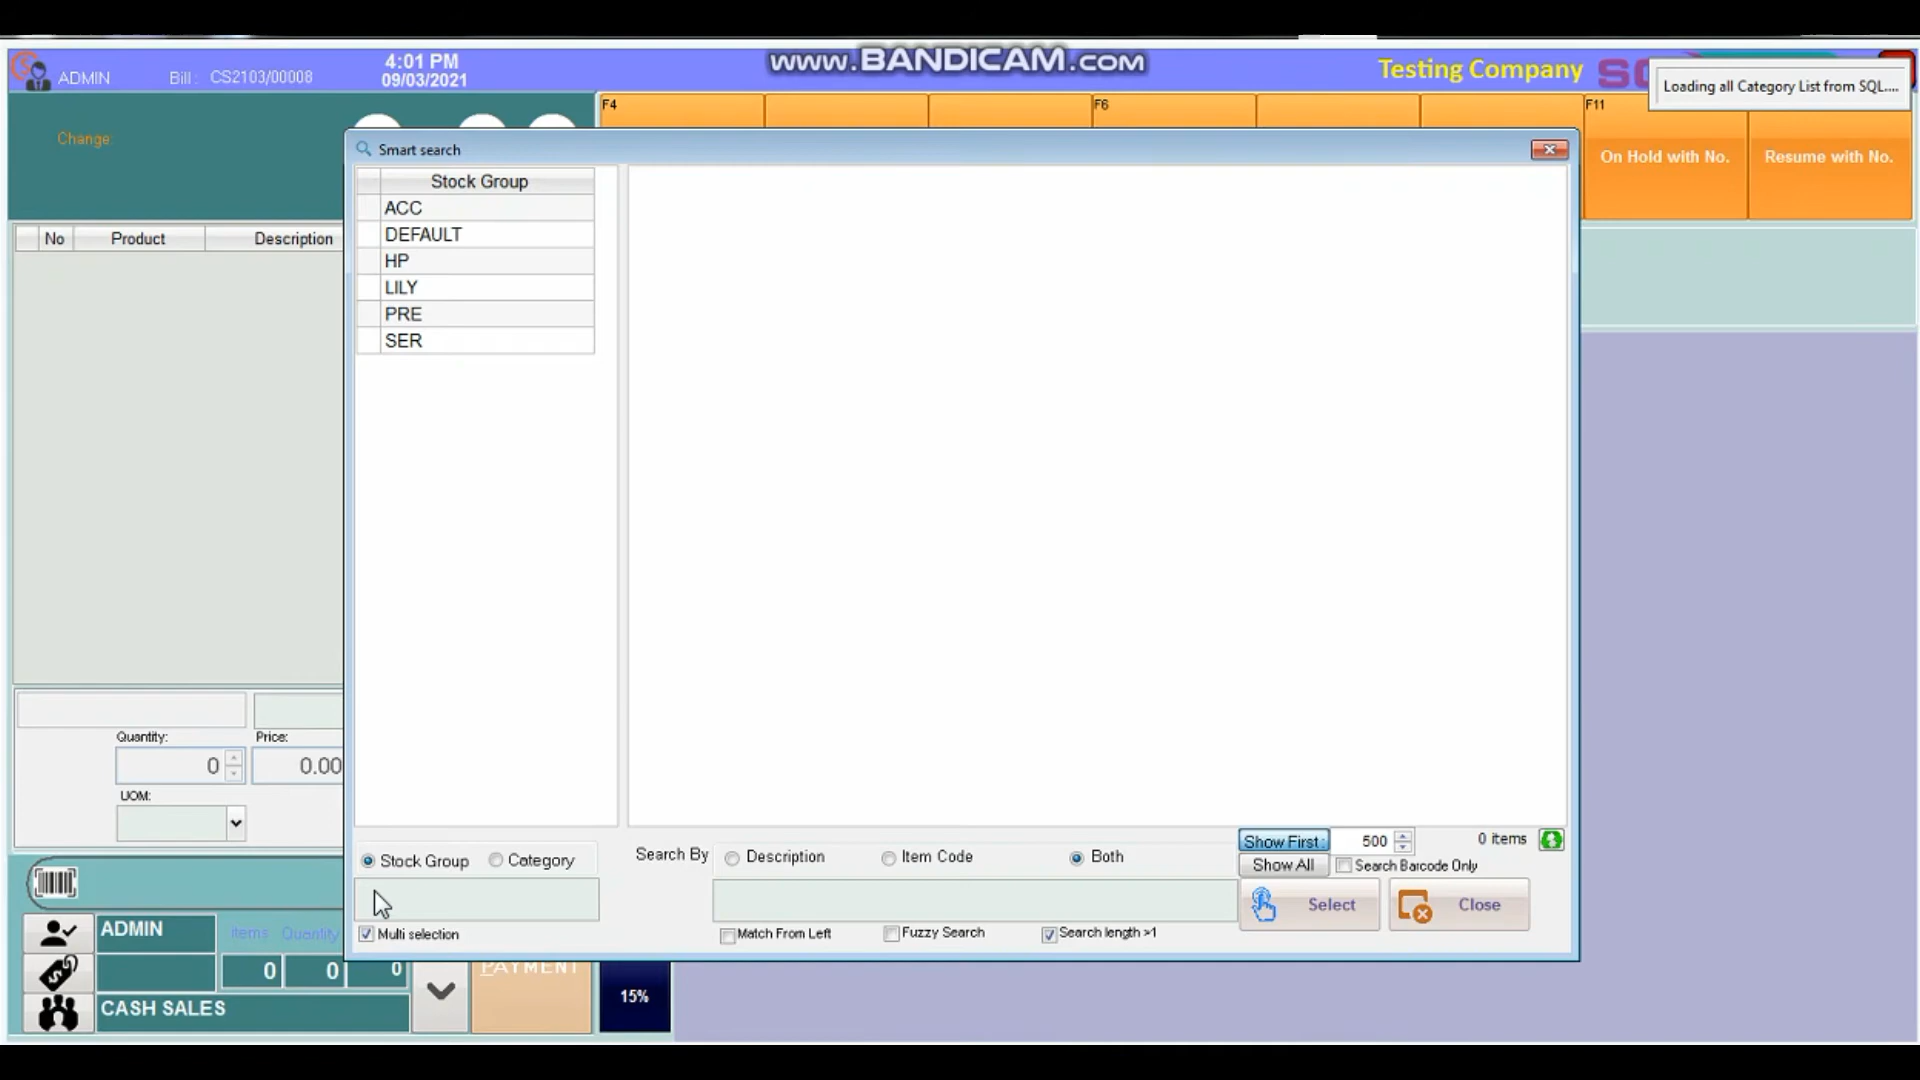 www.BANDICAM.com
ADMIN
Bill : CS2103/00008
4:01 PM
09/03/2021
Testing Company
Loading all Category List from SQL....
Change:
F4
F6
F11
On Hold with No.
Resume with No.
Smart search
Stock Group
ACC
DEFAULT
HP
LILY
PRE
SER
No
Product
Description
Quantity:
Price:
0
0.00
UOM:
Stock Group
Category
Multi selection
Search By
Description
Item Code
Both
Match From Left
Fuzzy Search
Search length >1
Show First :
500
0 items
Show All
Search Barcode Only
Select
Close
ADMIN
items
Quantity
0
0
0
CASH SALES
PAYMENT
15%